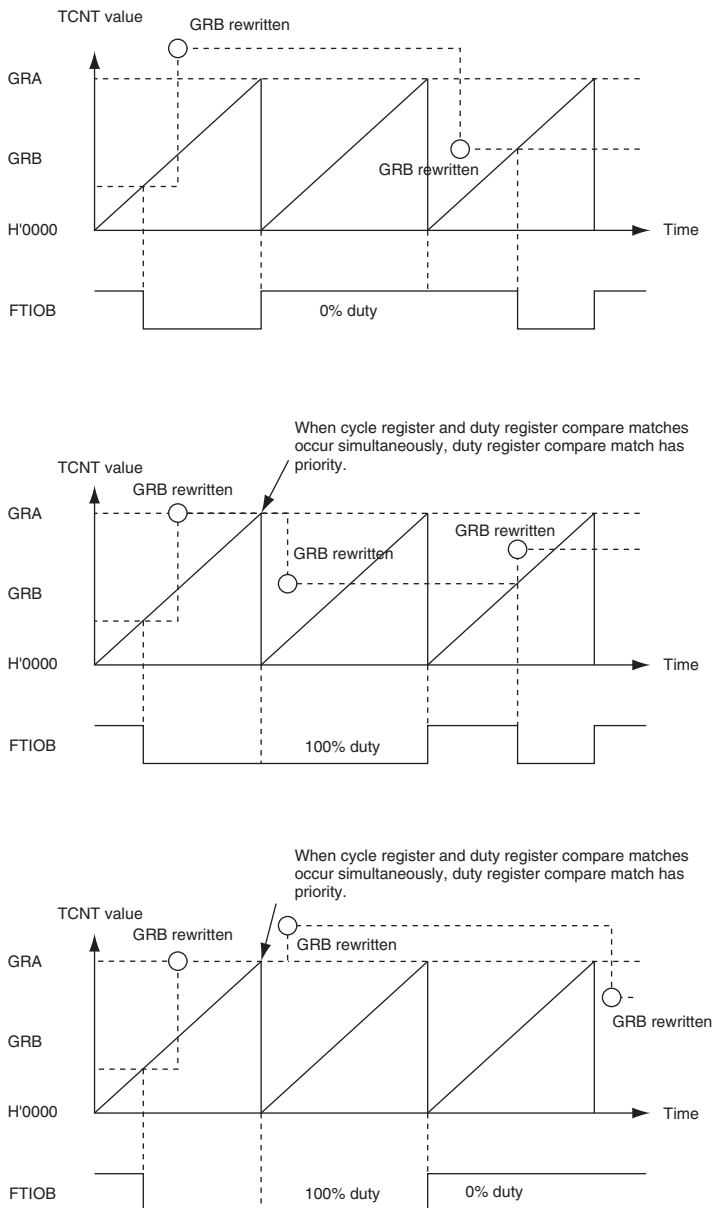 TCNT value
GRB rewritten
GRA
GRB
GRB rewritten
H'0000
Time
FTIOB
0% duty
When cycle register and duty register compare matches
occur simultaneously, duty register compare match has
priority.
TCNT value
GRB rewritten
GRA
GRB rewritten
GRB rewritten
GRB
H'0000
Time
FTIOB
100% duty
When cycle register and duty register compare matches
occur simultaneously, duty register compare match has
priority.
TCNT value
GRB rewritten
GRB rewritten
GRA
GRB rewritten
GRB
H'0000
Time
FTIOB
100% duty
0% duty